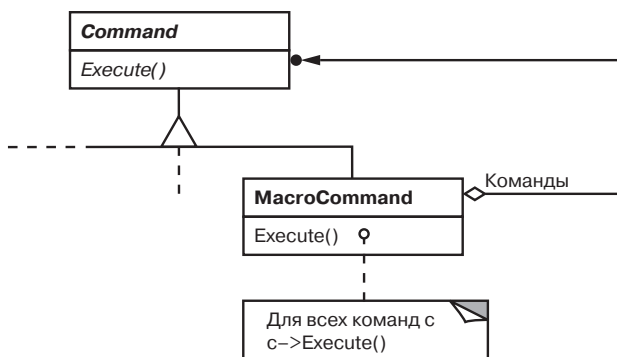 Command
Execute()
Команды
MacroCommand
Execute()
Для всех команд с
c->Execute()